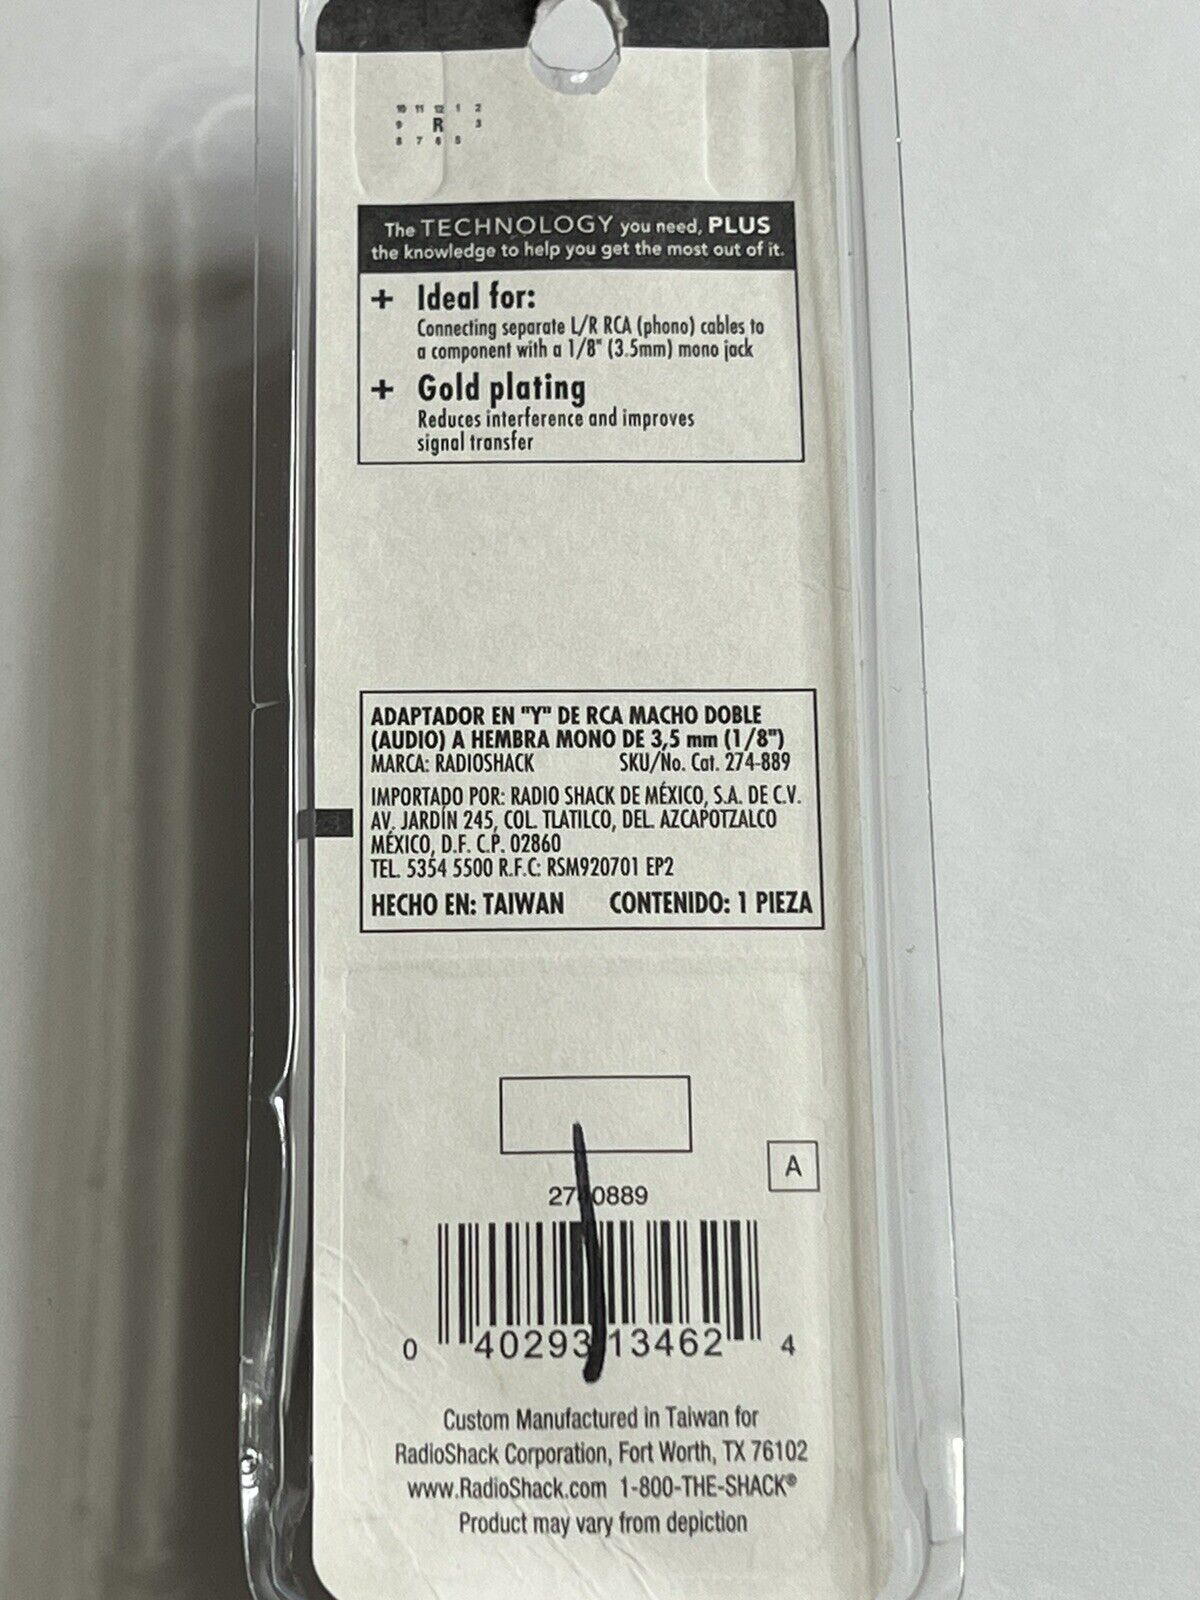 10 11 12 1 2
9 R 3
8 7 6 5
The TECHNOLOGY you need, PLUS
the knowledge to help you get the most out of it.
+ Ideal for:
Connecting separate L/R RCA (phono) cables to
a component with a 1/8" (3.5mm) mono jack
+ Gold plating
Reduces interference and improves
signal transfer
ADAPTADOR EN "Y" DE RCA MACHO DOBLE
(AUDIO) A HEMBRA MONO DE 3,5 mm (1/8")
MARCA: RADIOSHACK SKU/No. Cat. 274-889
IMPORTADO POR: RADIO SHACK DE MÉXICO, S.A. DE C.V.
AV. JARDÍN 245, COL. TLATILCO, DEL. AZCAPOTZALCO
MÉXICO, D.F. C.P. 02860
TEL. 5354 5500 R.F.C: RSM920701 EP2
HECHO EN: TAIWAN CONTENIDO: 1 PIEZA
A
2740889
0 40293 13462 4
Custom Manufactured in Taiwan for
RadioShack Corporation, Fort Worth, TX 76102
www.RadioShack.com 1-800-THE-SHACK®
Product may vary from depiction